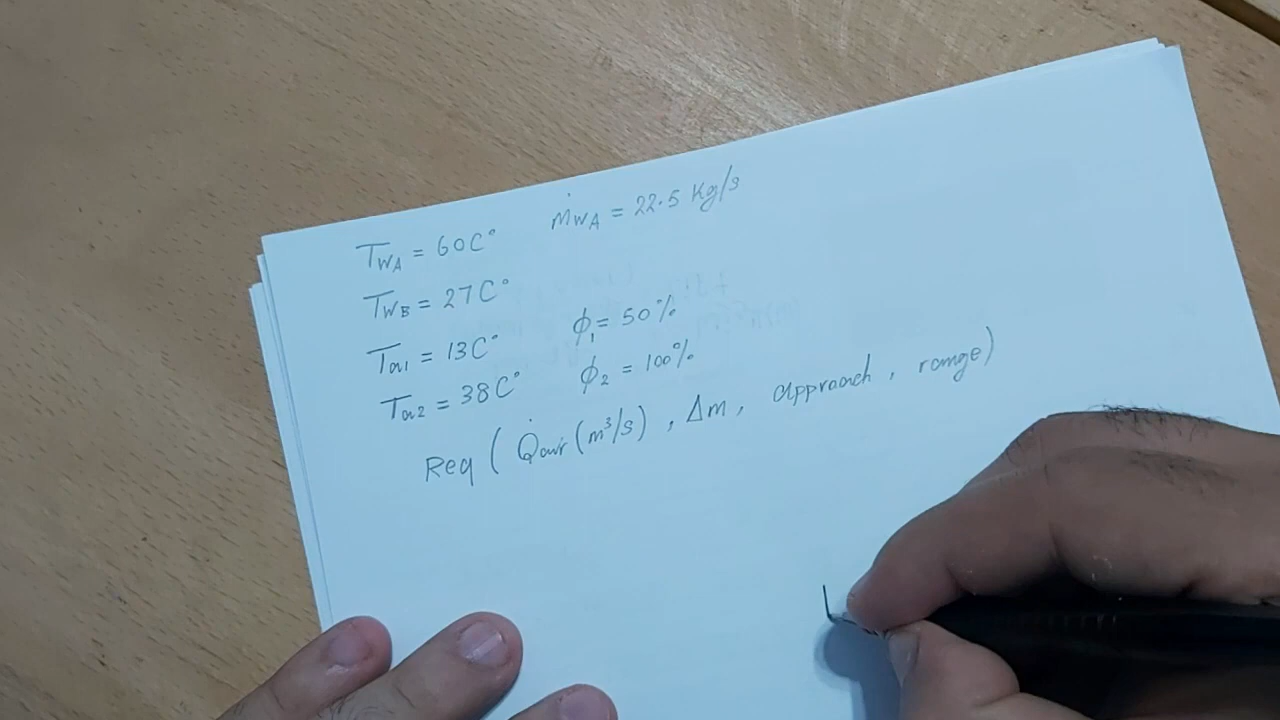 T_WA = 60C° ṁ_WA = 22.5 Kg/s
T_WB = 27C°
T_a1 = 13C° ϕ_1 = 50%
T_a2 = 38C° ϕ_2 = 100%
Req ( Q̇air (m³/s) , Δm, approach , range)